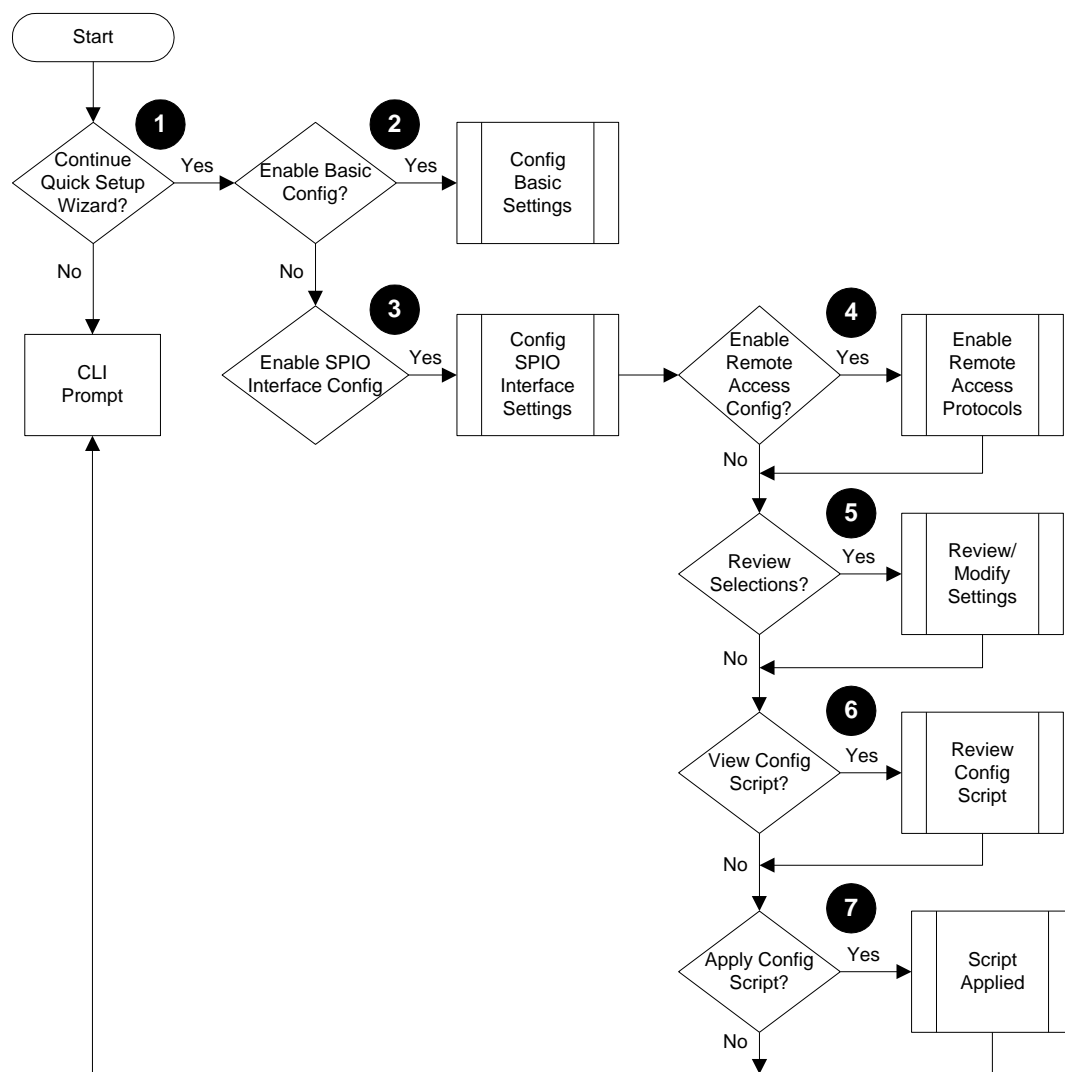 Start
1
Continue
Quick Setup
Wizard?
Yes
No
CLI
Prompt
2
Enable Basic
Config?
Yes
No
Config
Basic
Settings
3
Enable SPIO
Interface Config
Yes
Config
SPIO
Interface
Settings
4
Enable
Remote
Access
Config?
Yes
No
Enable
Remote
Access
Protocols
5
Review
Selections?
Yes
No
Review/
Modify
Settings
6
View Config
Script?
Yes
No
Review
Config
Script
7
Apply Config
Script?
Yes
No
Script
Applied